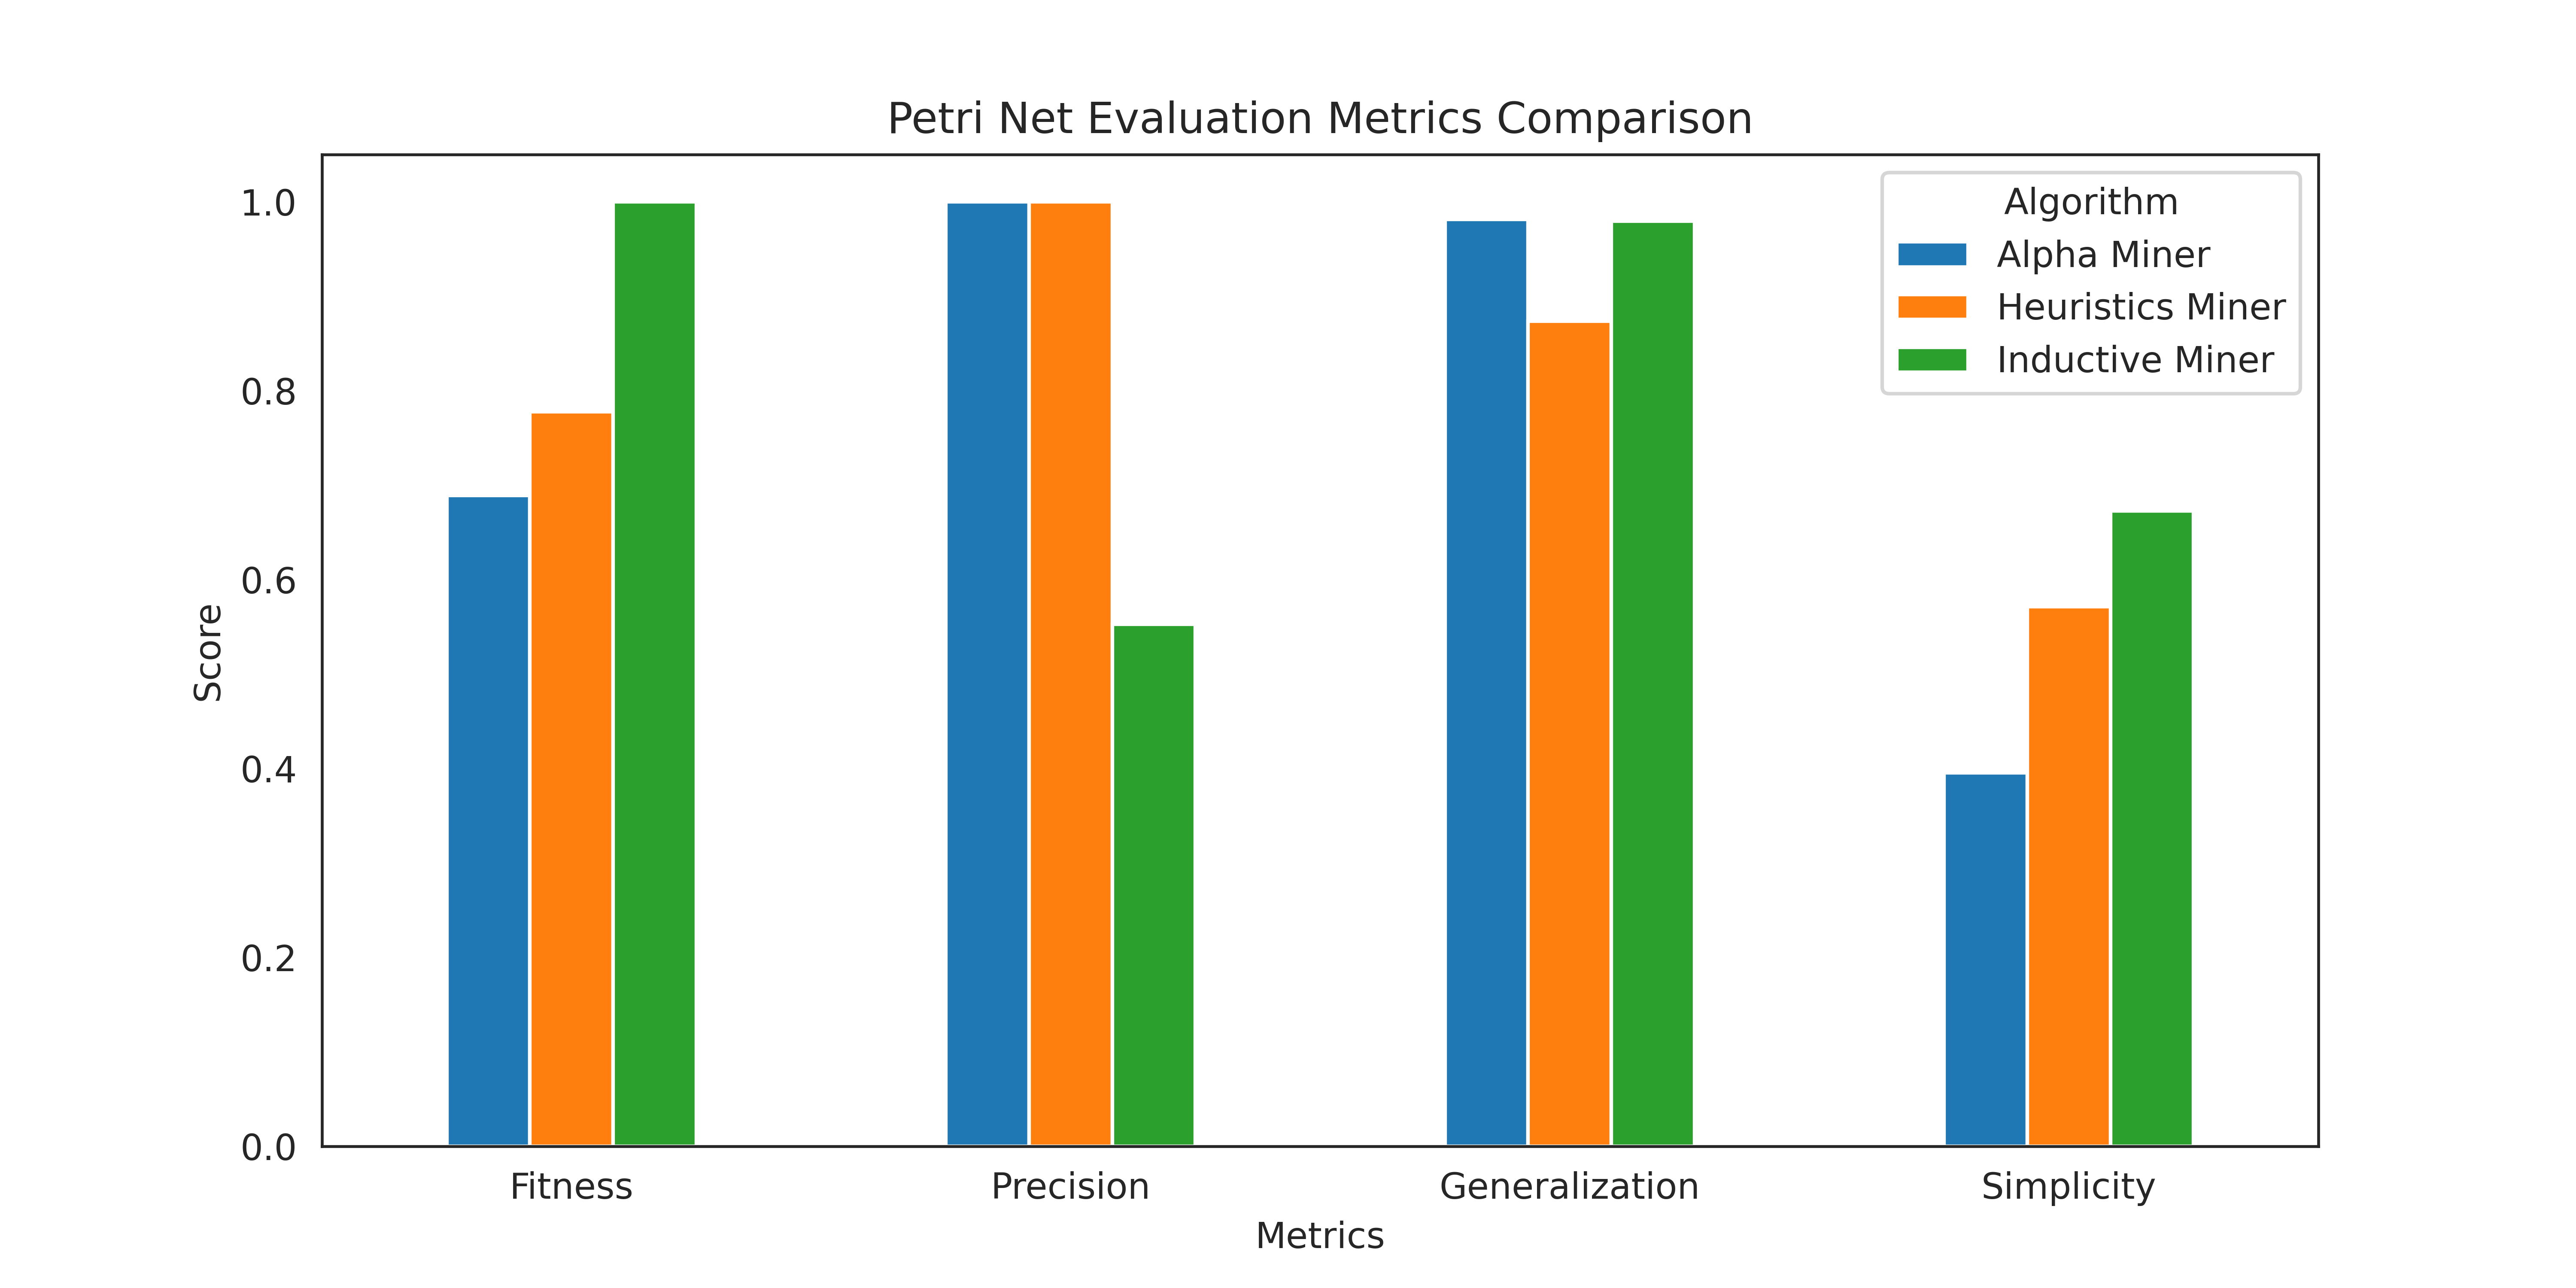 Petri Net Evaluation Metrics Comparison
Algorithm
Alpha Miner
Heuristics Miner
Inductive Miner
Score
1.0
0.8
0.6
0.4
0.2
0.0
Fitness Precision Generalization Simplicity
Metrics